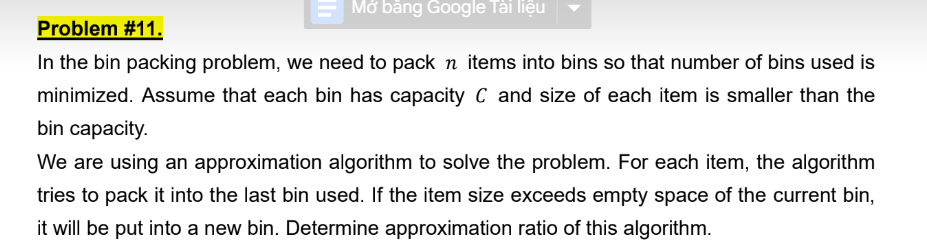 Mở bằng Google Tài liệu
Problem #11.
In the bin packing problem, we need to pack n items into bins so that number of bins used is
minimized. Assume that each bin has capacity C and size of each item is smaller than the
bin capacity.
We are using an approximation algorithm to solve the problem. For each item, the algorithm
tries to pack it into the last bin used. If the item size exceeds empty space of the current bin,
it will be put into a new bin. Determine approximation ratio of this algorithm.